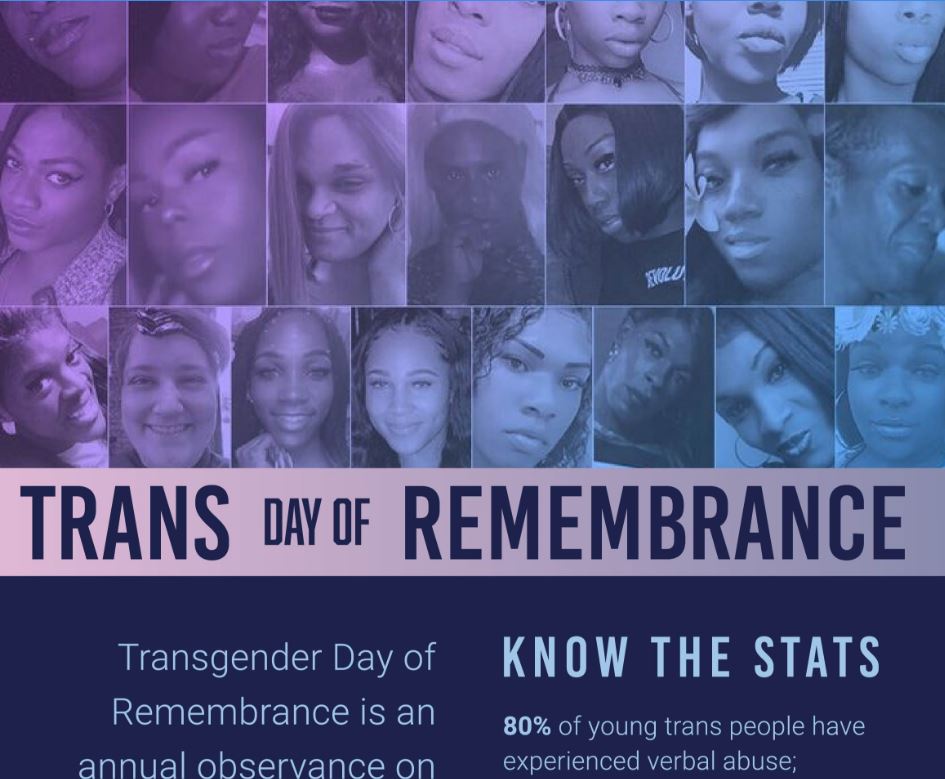 TRANS DAY OF REMEMBRANCE
Transgender Day of
Remembrance is an
annual observance on
KNOW THE STATS
80% of young trans people have
experienced verbal abuse;